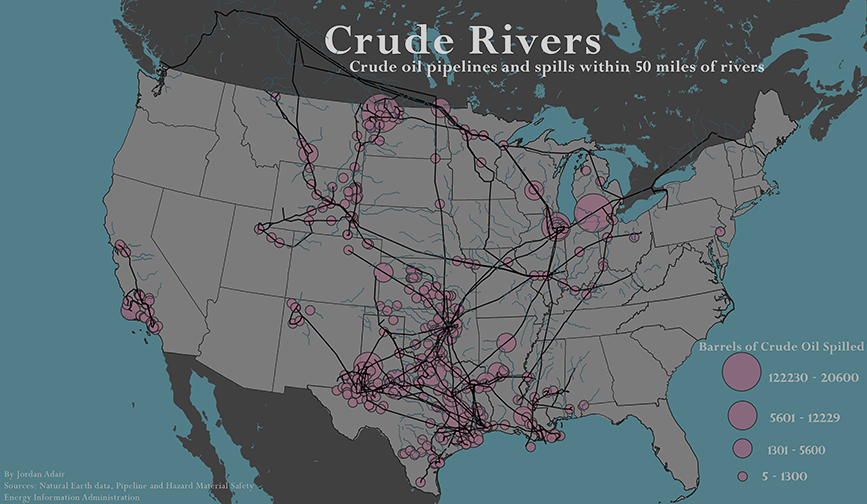 Crude Rivers
Crude oil pipelines and spills within 50 miles of rivers
Barrels of Crude Oil Spilled
122230 - 20600
5601 - 12229
1301 - 5600
5 - 1300
By Jordan Adair
Sources: Natural Earth data, Pipeline and Hazard Material Safety
Energy Information Administration